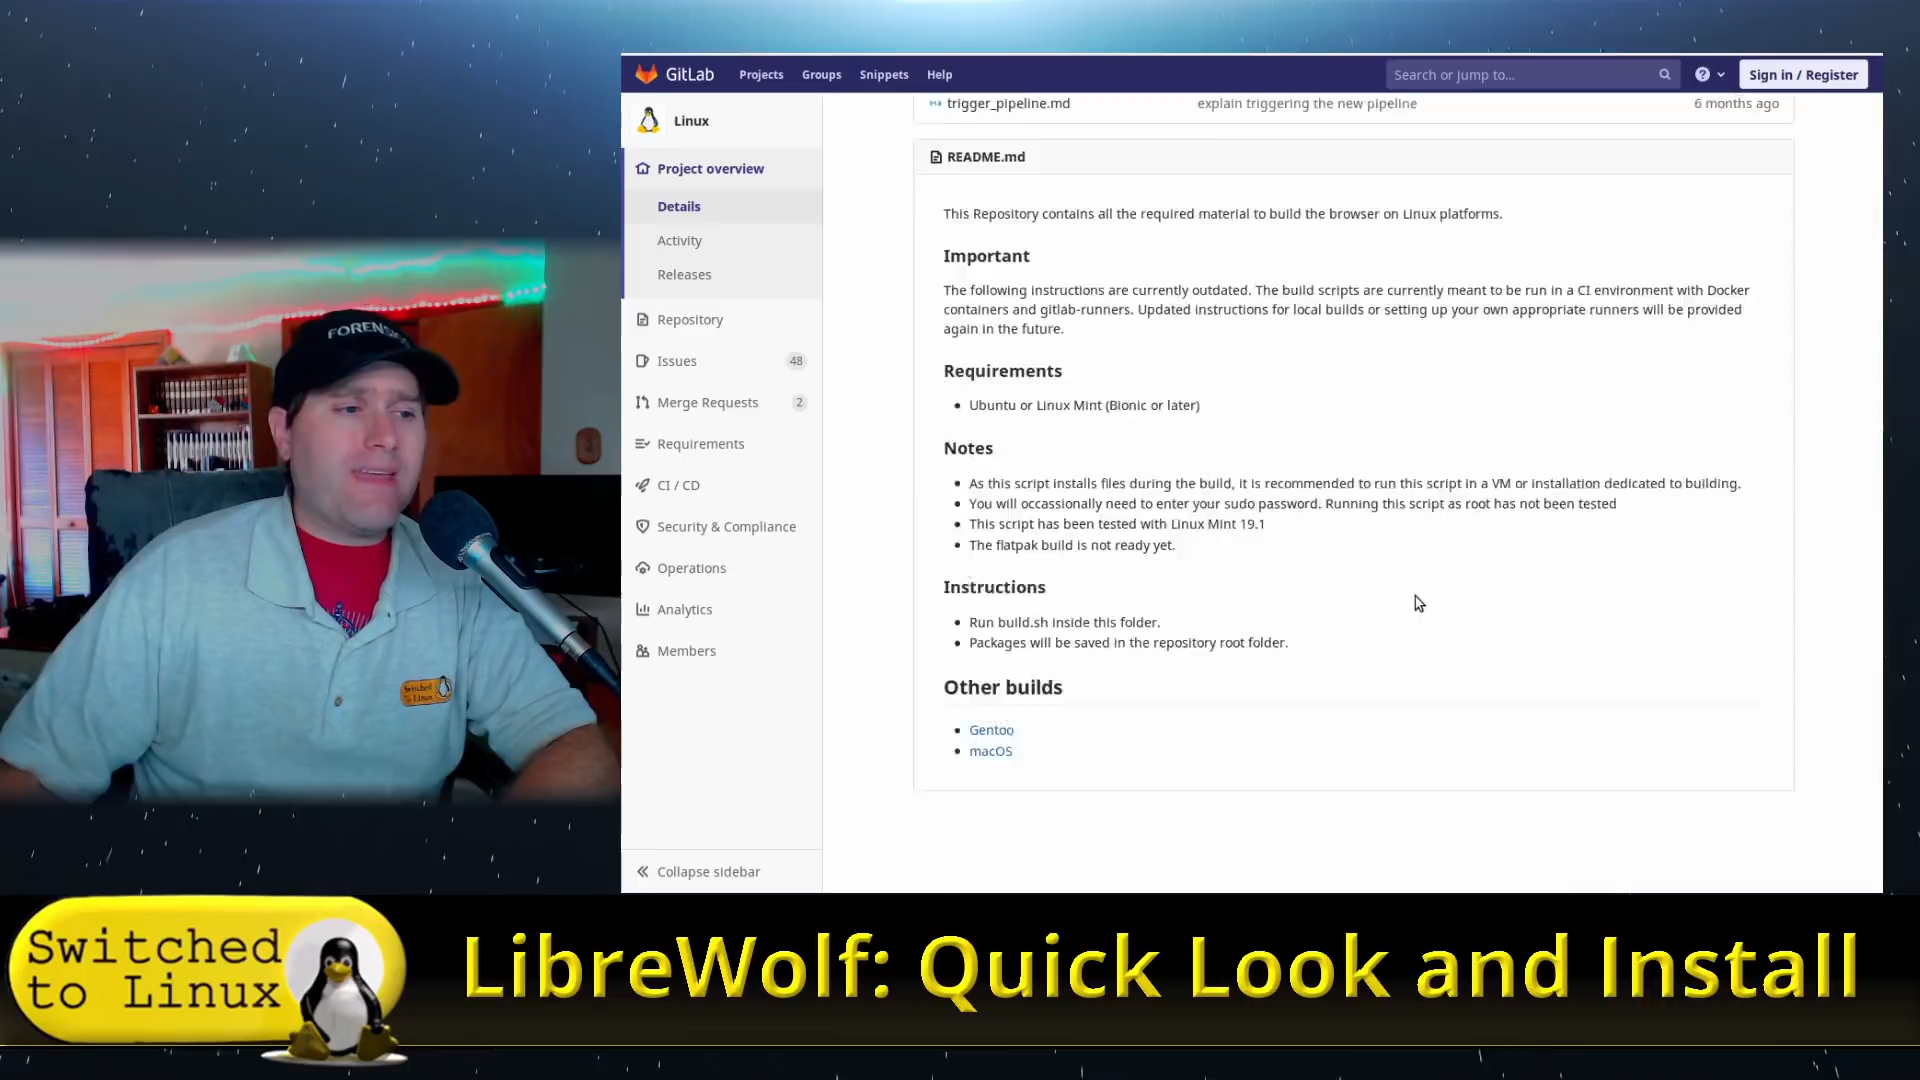 GitLab
Projects
Groups
Snippets
Help
Search or jump to...
Sign in / Register
Linux
Project overview
Details
Activity
Releases
Repository
Issues 48
Merge Requests 2
Requirements
CI / CD
Security & Compliance
Operations
Analytics
Members
Collapse sidebar
trigger_pipeline.md explain triggering the new pipeline 6 months ago
README.md
This Repository contains all the required material to build the browser on Linux platforms.
Important
The following instructions are currently outdated. The build scripts are currently meant to be run in a CI environment with Docker
containers and gitlab-runners. Updated instructions for local builds or setting up your own appropriate runners will be provided
again in the future.
Requirements
Ubuntu or Linux Mint (Bionic or later)
Notes
As this script installs files during the build, it is recommended to run this script in a VM or installation dedicated to building.
You will occassionally need to enter your sudo password. Running this script as root has not been tested
This script has been tested with Linux Mint 19.1
The flatpak build is not ready yet.
Instructions
Run build.sh inside this folder.
Packages will be saved in the repository root folder.
Other builds
Gentoo
macOS
Switched
to Linux
Switched
to Linux
LibreWolf: Quick Look and Install